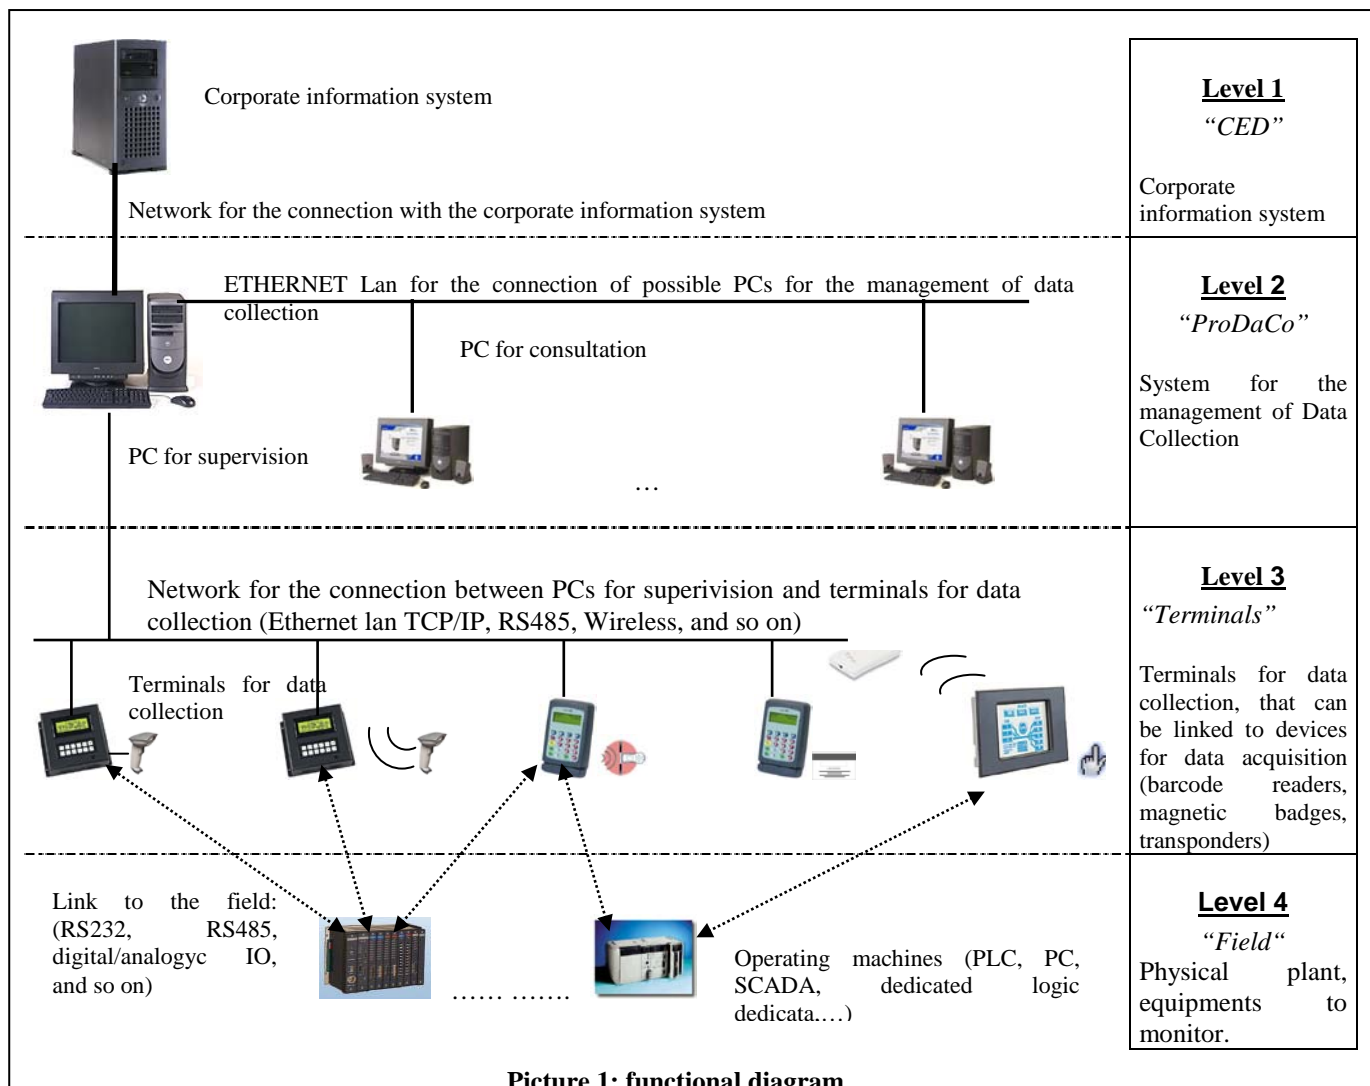 Corporate information system
Network for the connection with the corporate information system
Level 1
“CED”
Corporate
information system
ETHERNET Lan for the connection of possible PCs for the management of data
collection
PC for consultation
PC for supervision
…
Level 2
“ProDaCo”
System for the
management of Data
Collection
Network for the connection between PCs for superivision and terminals for data
collection (Ethernet lan TCP/IP, RS485, Wireless, and so on)
Terminals for data
collection
Level 3
“Terminals”
Terminals for data
collection, that can
be linked to devices
for data acquisition
(barcode readers,
magnetic badges,
transponders)
Link to the field:
(RS232, RS485,
digital/analogyc IO,
and so on)
…… …….
Operating machines (PLC, PC,
SCADA, dedicated logic
dedicata,…)
Level 4
“Field“
Physical plant,
equipments to
monitor.
Picture 1: functional diagram